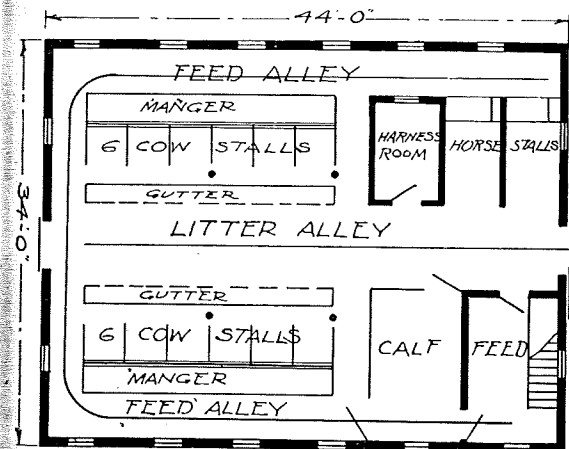 44'-0"
FEED ALLEY
MANGER
6 COW STALLS
HARNESS
ROOM
HORSE STALLS
GUTTER
34'-0"
LITTER ALLEY
GUTTER
6 COW STALLS
CALF
FEED
MANGER
FEED ALLEY